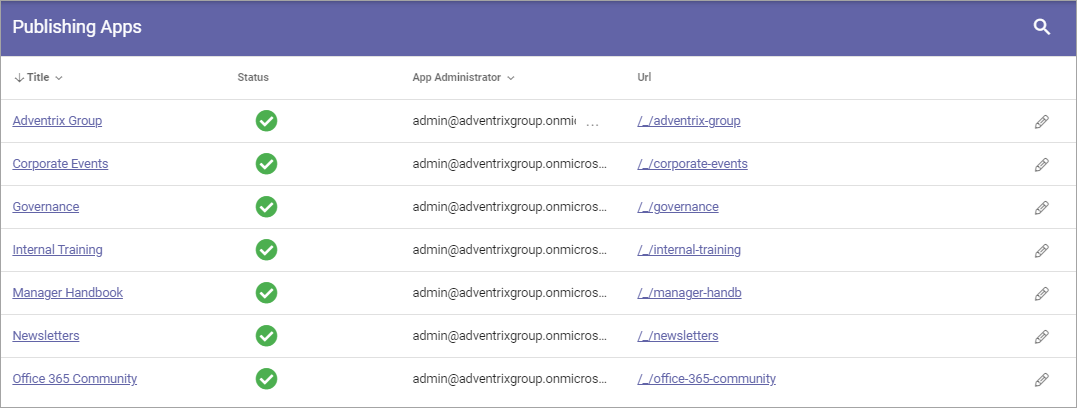 Publishing Apps
Title Status App Administrator Url
Adventrix Group admin@adventrixgroup.onmic ... /_/adventrix-group
Corporate Events admin@adventrixgroup.onmicros... /_/corporate-events
Governance admin@adventrixgroup.onmicros... /_/governance
Internal Training admin@adventrixgroup.onmicros... /_/internal-training
Manager Handbook admin@adventrixgroup.onmicros... /_/manager-handb
Newsletters admin@adventrixgroup.onmicros... /_/newsletters
Office 365 Community admin@adventrixgroup.onmicros... /_/office-365-community